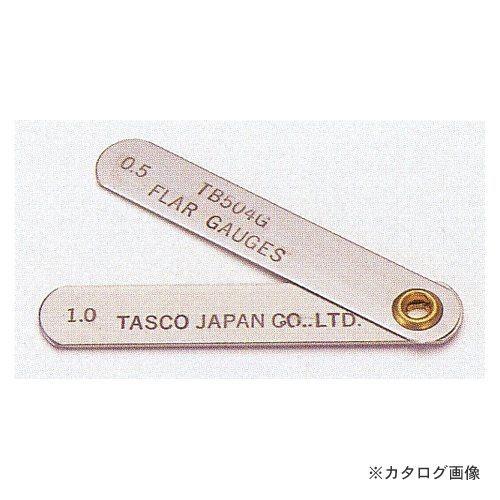 0.5 TB504G
FLAR GAUGES
1.0 TASCO JAPAN CO..LTD.
※カタログ画像